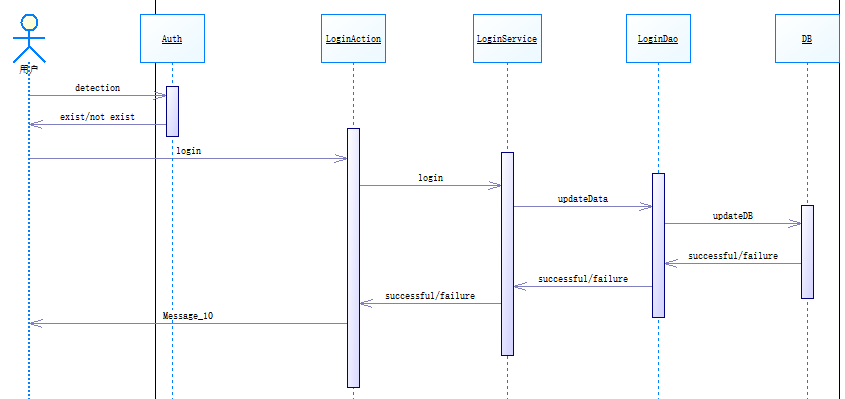 用户
Auth
LoginAction
LoginService
LoginDao
DB
detection
exist/not exist
login
login
updateData
updateDB
successful/failure
successful/failure
successful/failure
Message_10